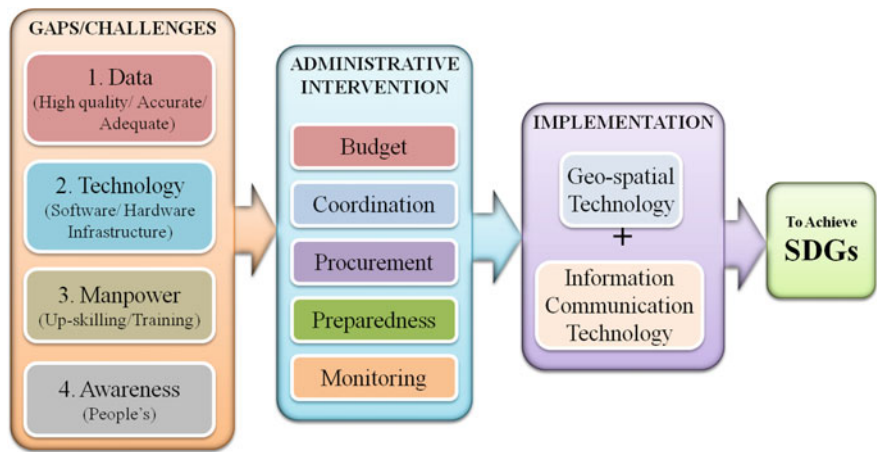 GAPS/CHALLENGES
1. Data
(High quality/ Accurate/
Adequate)
2. Technology
(Software/ Hardware
Infrastructure)
3. Manpower
(Up-skilling/Training)
4. Awareness
(People's)
ADMINISTRATIVE
INTERVENTION
Budget
Coordination
Procurement
Preparedness
Monitoring
IMPLEMENTATION
Geo-spatial
Technology
+
Information
Communication
Technology
To Achieve
SDGs